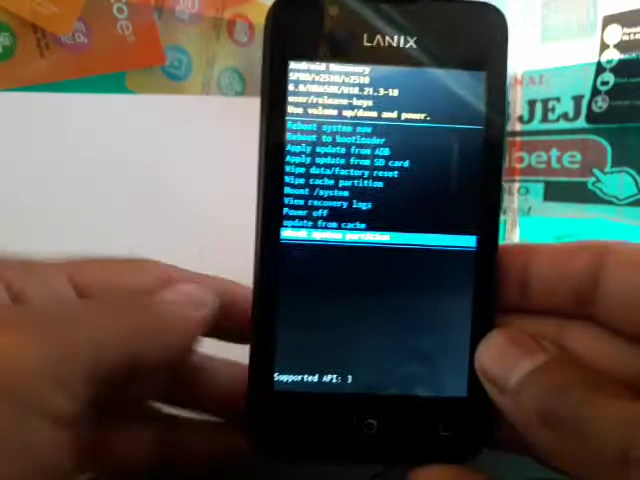 LANIX
Android Recovery
user/release-keys
Use volume up/down and power.
Reboot system now
Reboot to bootloader
Apply update from ADB
Apply update from SD card
Wipe data/factory reset
Wipe cache partition
Mount /system
View recovery logs
Power off
update from cache
Supported API: 3
JEJ
bete